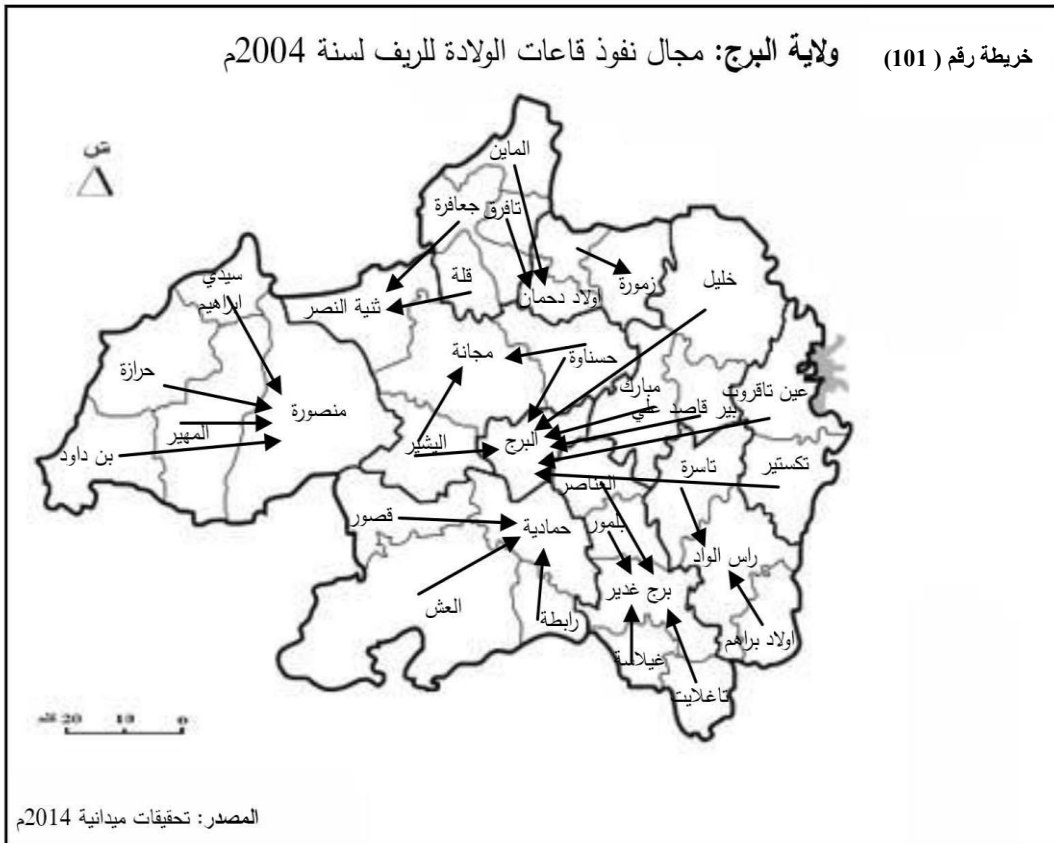 خريطة رقم ( 101) ولاية البرج: مجال نفوذ قاعات الولادة للريف لسنة 2004م
ش
الماين
جعافرة
تافرق
سيدي
ابراهيم
ثنية النصر
قلة
اولاد دحمان
زمورة
خليل
حرازة
مجانة
حسناوة
مبارك
عين تاقروت
منصورة
بير قاصد علي
المهير
بن داود
البشير
البرج
العناصر
تاسرة
تكستير
قصور
حمادية
بلمور
راس الواد
العش
رابطة
برج غدير
اولاد براهم
غيلاسة
تاغلايت
20 10 0
المصدر: تحقيقات ميدانية 2014م